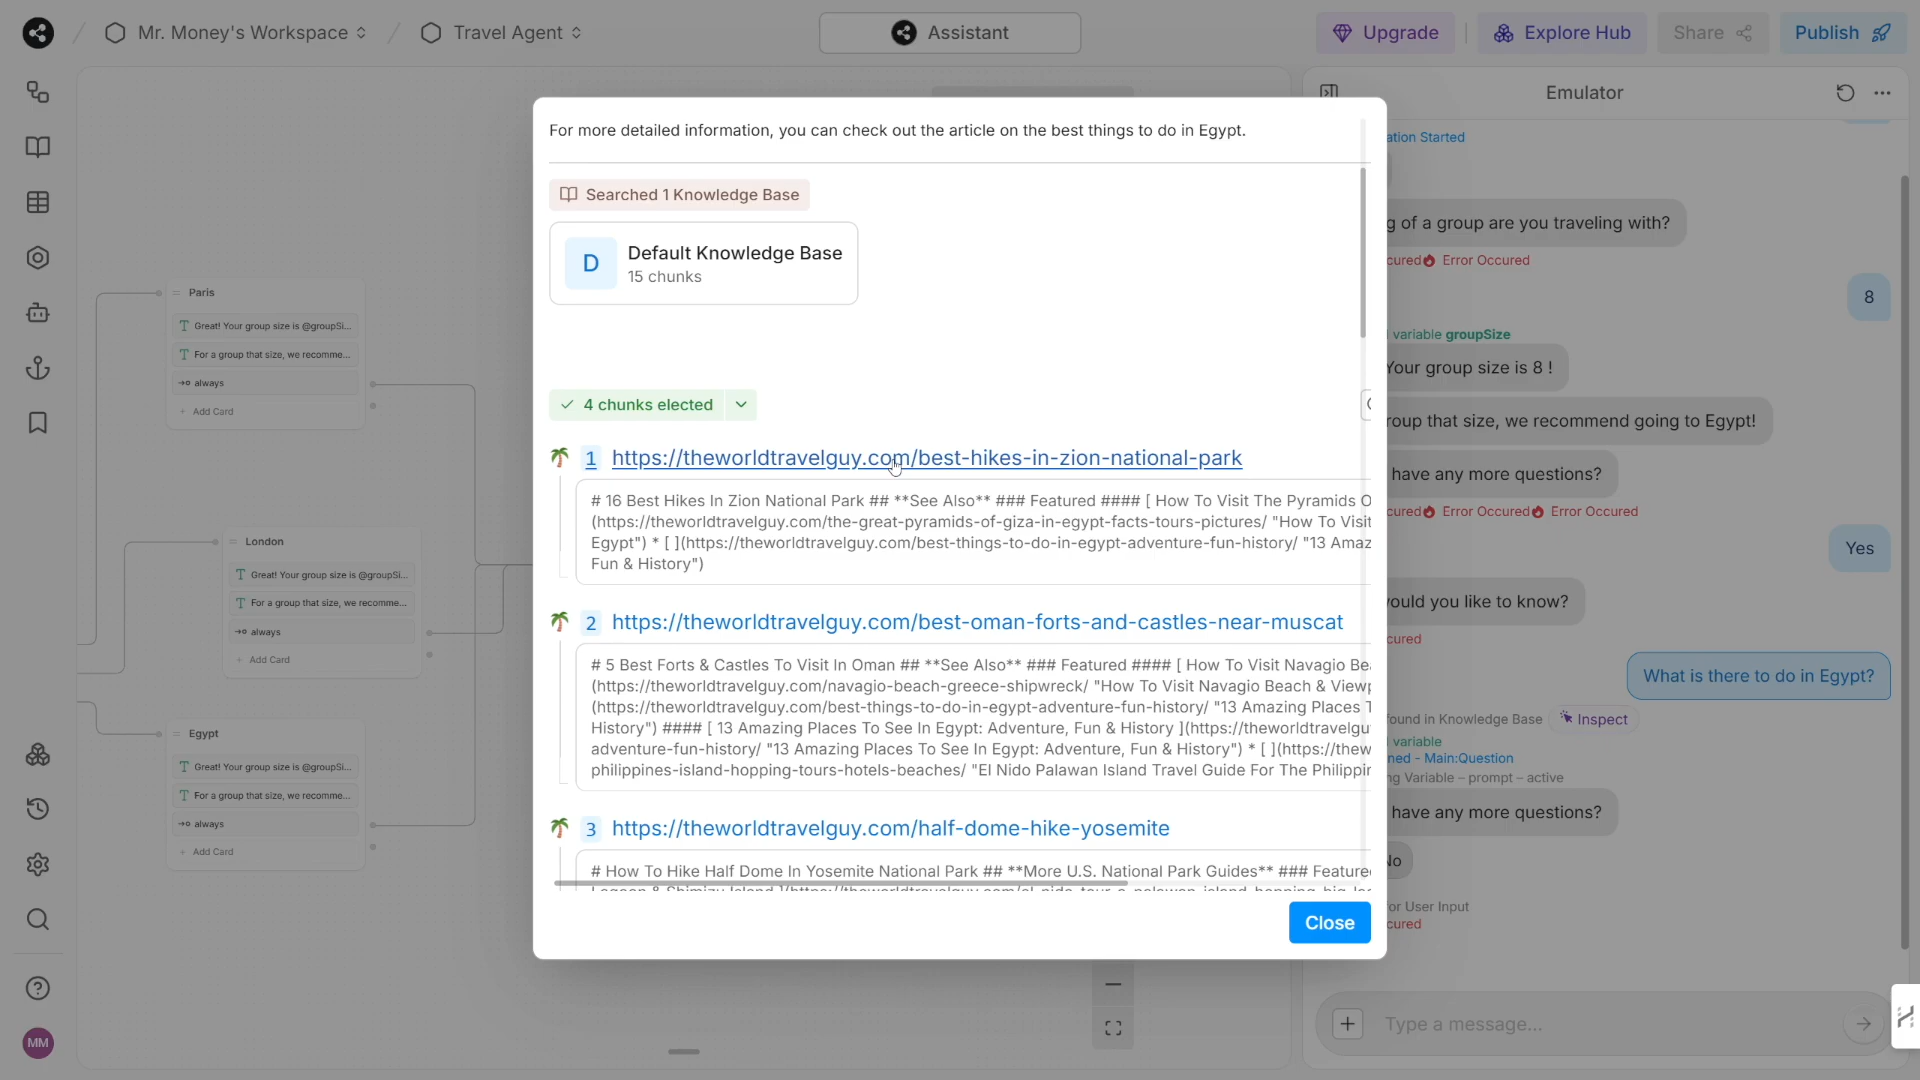 Mr. Money's Workspace
Travel Agent
Assistant
Upgrade
Explore Hub
Share
Publish
Paris
Great! Your group size is @groupSi...
For a group that size, we recomme...
always
+ Add Card
London
Great! Your group size is @groupSi...
For a group that size, we recomme...
always
+ Add Card
Egypt
Great! Your group size is @groupSi...
For a group that size, we recomme...
always
+ Add Card
MM
For more detailed information, you can check out the article on the best things to do in Egypt.
Searched 1 Knowledge Base
D
Default Knowledge Base
15 chunks
4 chunks elected
1 https://theworldtravelguy.com/best-hikes-in-zion-national-park
# 16 Best Hikes In Zion National Park ## **See Also** ### Featured #### [ How To Visit The Pyramids O
(https://theworldtravelguy.com/the-great-pyramids-of-giza-in-egypt-facts-tours-pictures/ "How To Visit
Egypt") * [ ](https://theworldtravelguy.com/best-things-to-do-in-egypt-adventure-fun-history/ "13 Amaz
Fun & History")
2 https://theworldtravelguy.com/best-oman-forts-and-castles-near-muscat
# 5 Best Forts & Castles To Visit In Oman ## **See Also** ### Featured #### [ How To Visit Navagio Be
(https://theworldtravelguy.com/navagio-beach-greece-shipwreck/ "How To Visit Navagio Beach & Viewp
(https://theworldtravelguy.com/best-things-to-do-in-egypt-adventure-fun-history/ "13 Amazing Places T
History") #### [ 13 Amazing Places To See In Egypt: Adventure, Fun & History ](https://theworldtravelgu
adventure-fun-history/ "13 Amazing Places To See In Egypt: Adventure, Fun & History") * [ ](https://thew
philippines-island-hopping-tours-hotels-beaches/ "El Nido Palawan Island Travel Guide For The Philippin
3 https://theworldtravelguy.com/half-dome-hike-yosemite
# How To Hike Half Dome In Yosemite National Park ## **More U.S. National Park Guides** ### Feature
Close
Emulator
ation Started
g of a group are you traveling with?
cured Error Occured
8
variable groupSize
Your group size is 8 !
roup that size, we recommend going to Egypt!
have any more questions?
cured Error Occured Error Occured
Yes
ould you like to know?
cured
What is there to do in Egypt?
ound in Knowledge Base
Inspect
variable
ned - Main:Question
ng Variable – prompt – active
have any more questions?
No
or User Input
cured
Type a message...